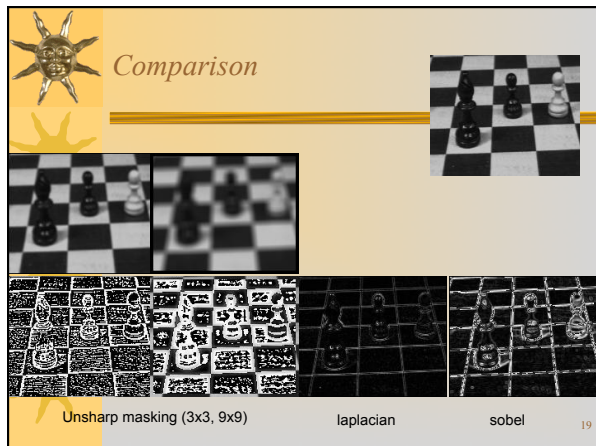 Comparison
Unsharp masking (3x3, 9x9)
laplacian
sobel
19